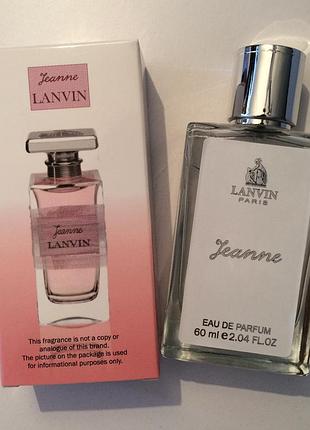 Jeanne
LANVIN
Jeanne
LANVIN
This fragrance is not a copy or
analogue of this brand.
The picture on the package is used
for informational purposes only.
LANVIN
PARIS
Jeanne
EAU DE PARFUM
60 ml e 2.04 FL.OZ